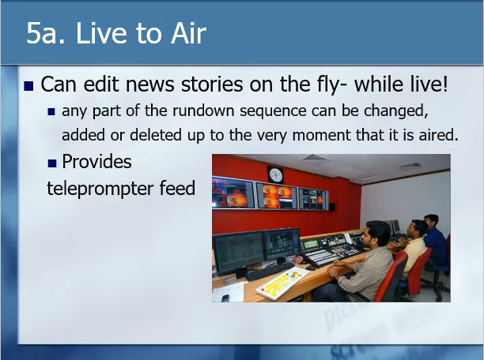 5a. Live to Air
Can edit news stories on the fly- while live!
any part of the rundown sequence can be changed,
added or deleted up to the very moment that it is aired.
Provides
teleprompter feed